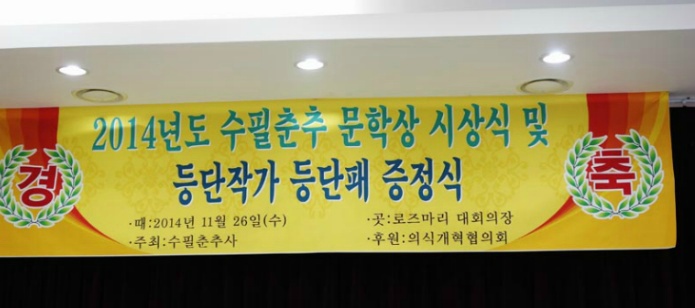 2014년도 수필춘추 문학상 시상식 및
등단작가 등단패 증정식
경
축
·때:2014년 11월 26일(수)
·곳:로즈마리 대회의장
·주최:수필춘추사
·후원:의식개혁협의회